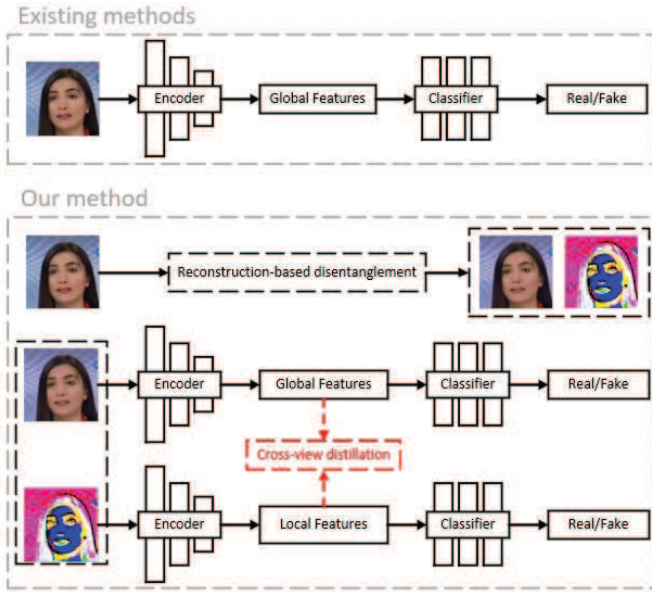 Existing methods
Encoder
Global Features
Classifier
Real/Fake
Our method
Reconstruction-based disentanglement
Encoder
Global Features
Classifier
Real/Fake
Cross-view distillation
Encoder
Local Features
Classifier
Real/Fake